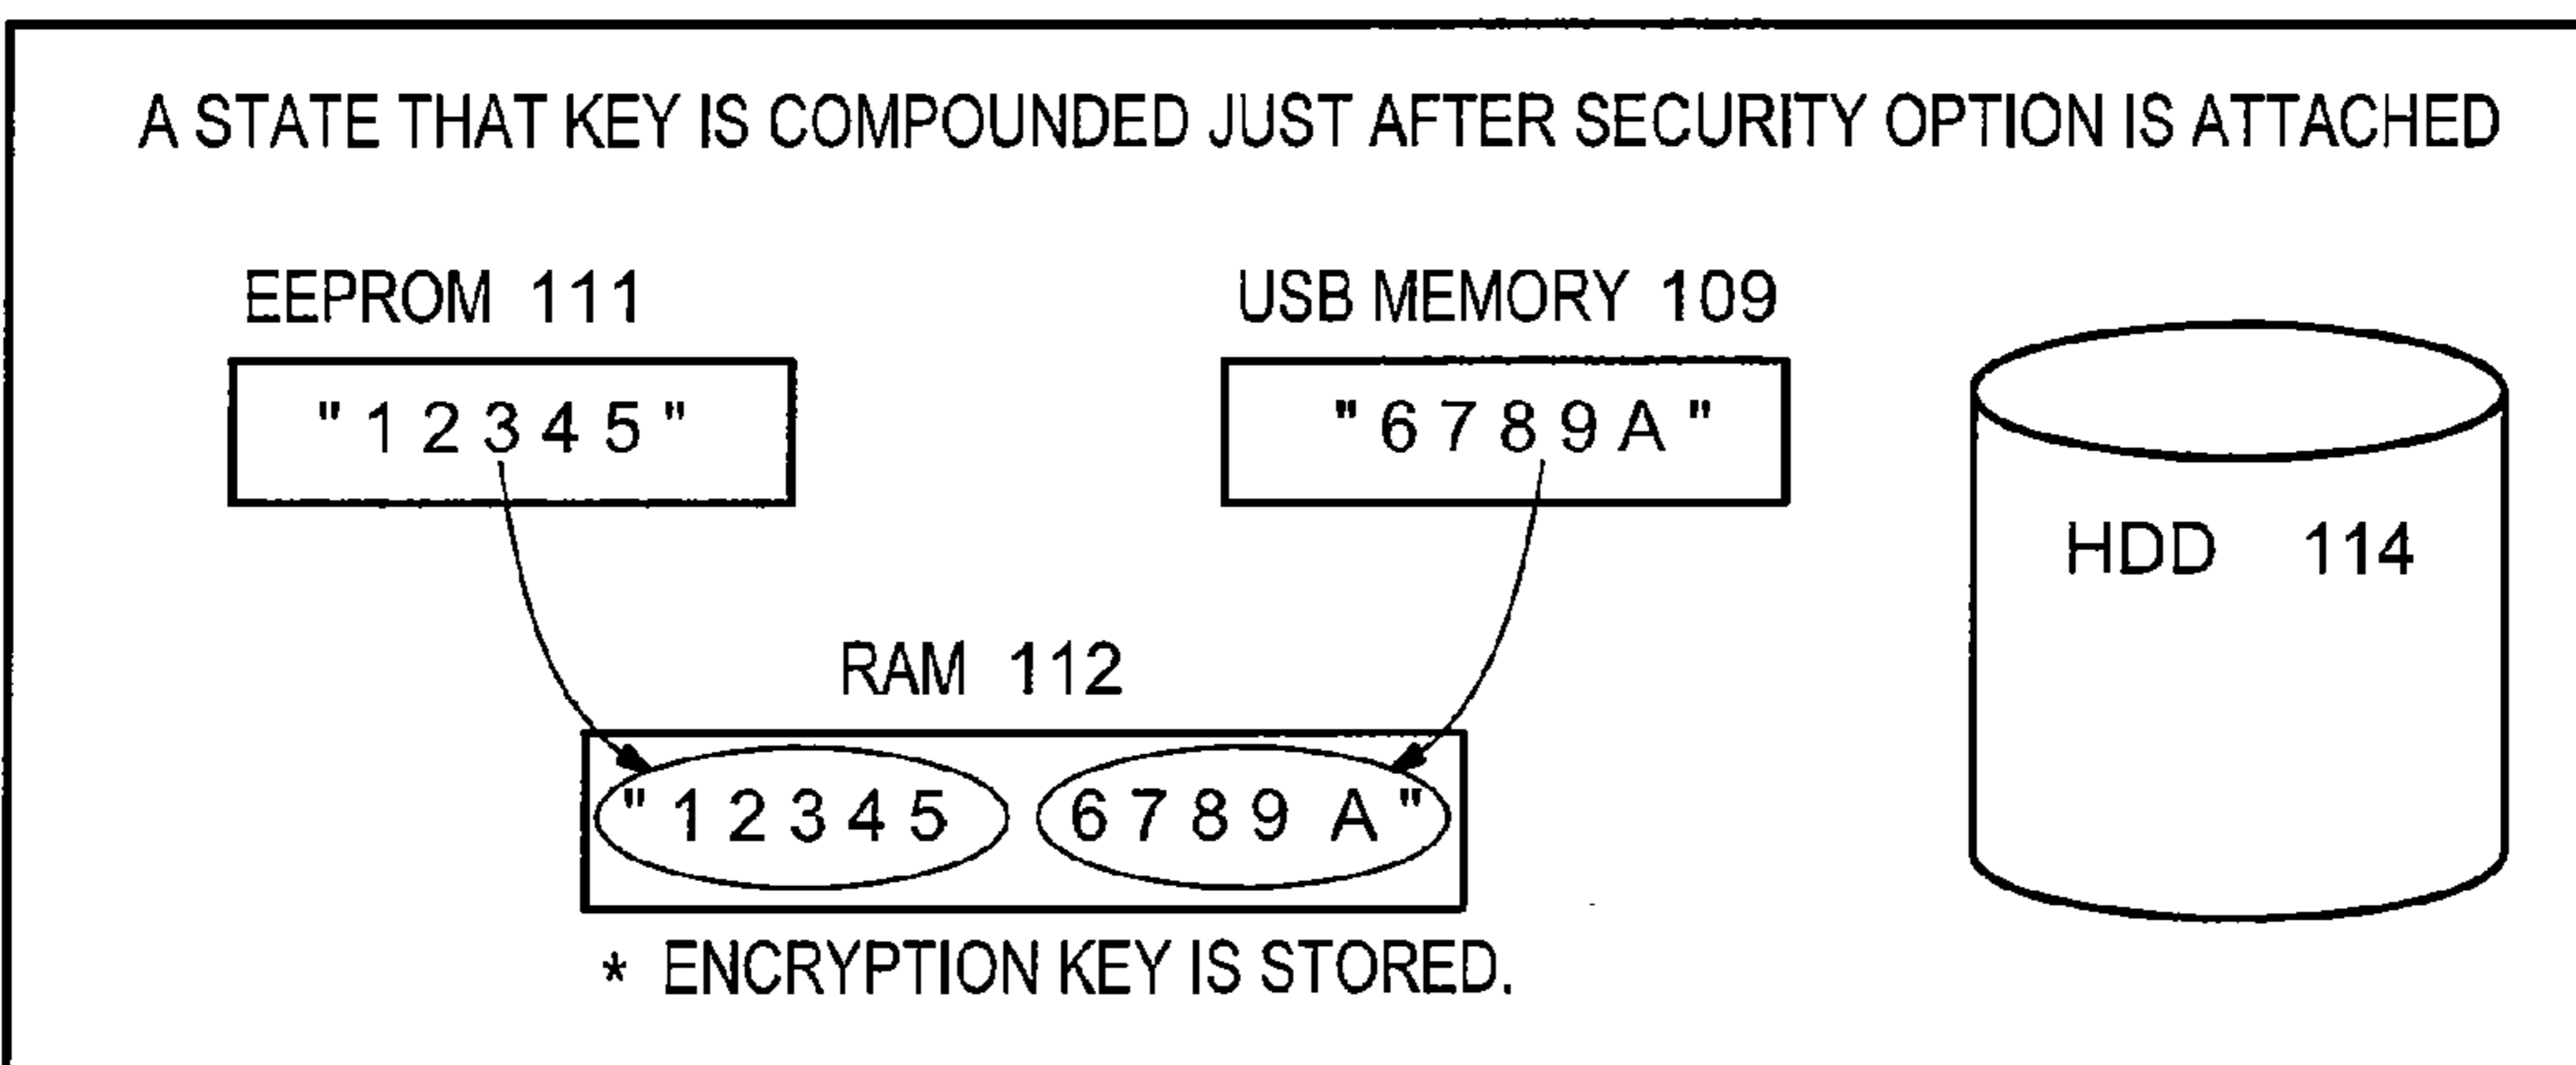 A STATE THAT KEY IS COMPOUNDED JUST AFTER SECURITY OPTION IS ATTACHED
EEPROM 111
USB MEMORY 109
"12345"
"6789A"
HDD 114
RAM 112
"12345 6789A"
* ENCRYPTION KEY IS STORED.